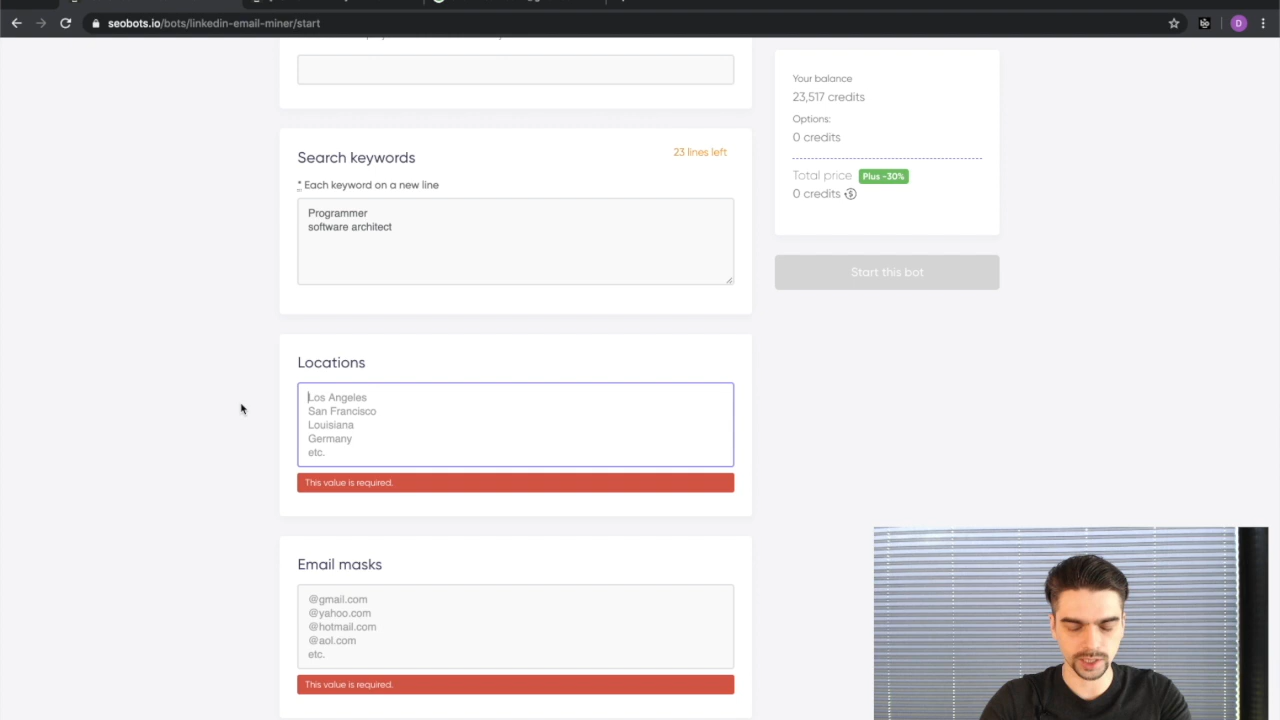 seobots.io/bots/linkedin-email-miner/start
D
Search keywords
23 lines left
* Each keyword on a new line
Programmer
software architect
Locations
Los Angeles
San Francisco
Louisiana
Germany
etc.
This value is required.
Email masks
@gmail.com
@yahoo.com
@hotmail.com
@aol.com
etc.
This value is required.
Your balance
23,517 credits
Options:
0 credits
Total price Plus -30%
0 credits
Start this bot